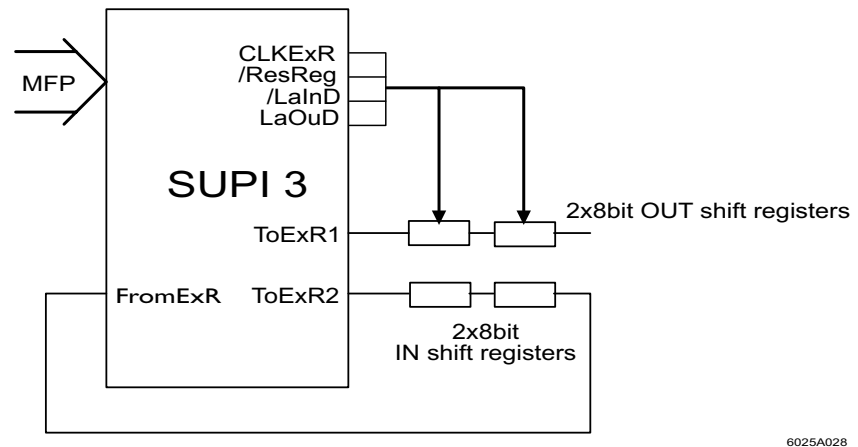 CLKExR
/ResReg
MFP
/LaInD
LaOuD
SUPI 3
2x8bit OUT shift registers
ToExR1
FromExR
ToExR2
2x8bit
IN shift registers
6025A028